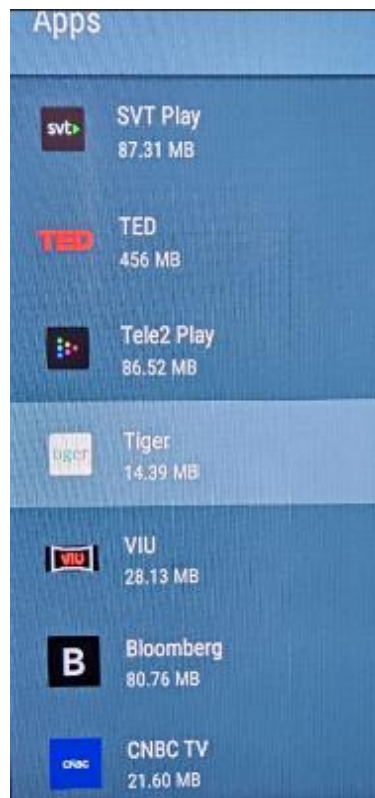 Apps
svt
SVT Play
87.31 MB
TED
TED
456 MB
Tele2 Play
86.52 MB
Tiger
14.39 MB
VIU
VIU
28.13 MB
B
Bloomberg
80.76 MB
CNBC
CNBC TV
21.60 MB